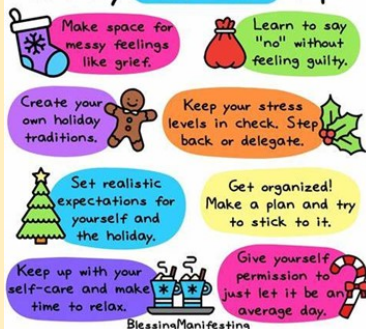 Make space for
messy feelings
like grief.
Learn to say
"no" without
feeling guilty.
Create your
own holiday
traditions.
Keep your stress
levels in check. Step
back or delegate.
Set realistic
expectations for
yourself and
the holiday.
Get organized!
Make a plan and try
to stick to it.
Keep up with your
self-care and make
time to relax.
Give yourself
permission to
just let it be an
average day.
BlessingManifesting